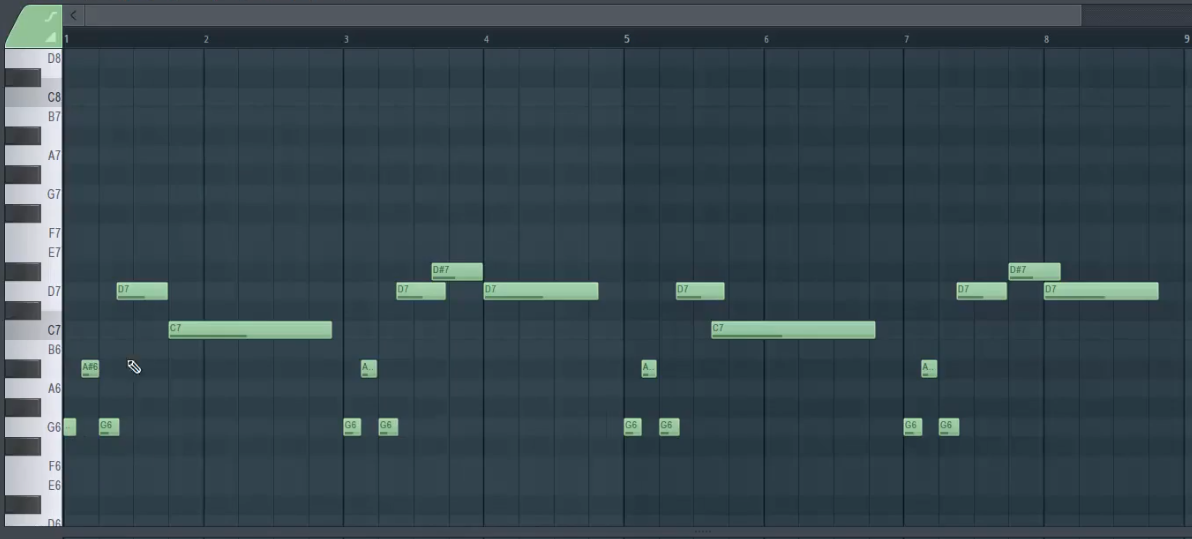 1 2 3 4 5 6 7 8 9
D8
C8
B7
A7
G7
F7
E7
D#7 D#7
D7 D7 D7 D7 D7 D7 D7
C7 C7 C7
B6
A#6 A... A... A...
A6
G6 ... G6 G6 G6 G6 G6 G6 G6
F6
E6
D6